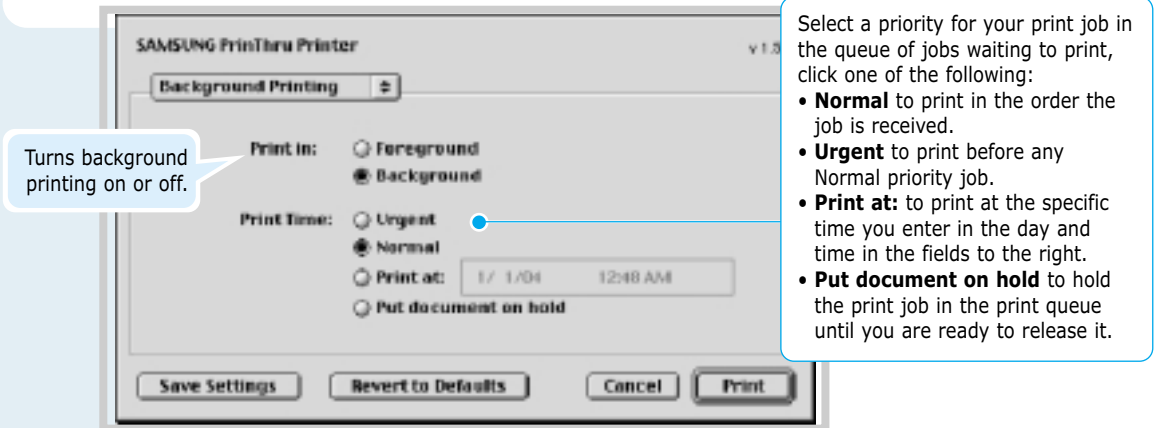 SAMSUNG PrinThru Printer
Background Printing
Print in:
Foreground
Background
Print Time:
Urgent
Normal
Print at: 1/ 1/04 12:48 AM
Put document on hold
Save Settings
Revert to Defaults
Cancel
Print
Turns background
printing on or off.
Select a priority for your print job in
the queue of jobs waiting to print,
click one of the following:
• Normal to print in the order the
job is received.
• Urgent to print before any
Normal priority job.
• Print at: to print at the specific
time you enter in the day and
time in the fields to the right.
• Put document on hold to hold
the print job in the print queue
until you are ready to release it.